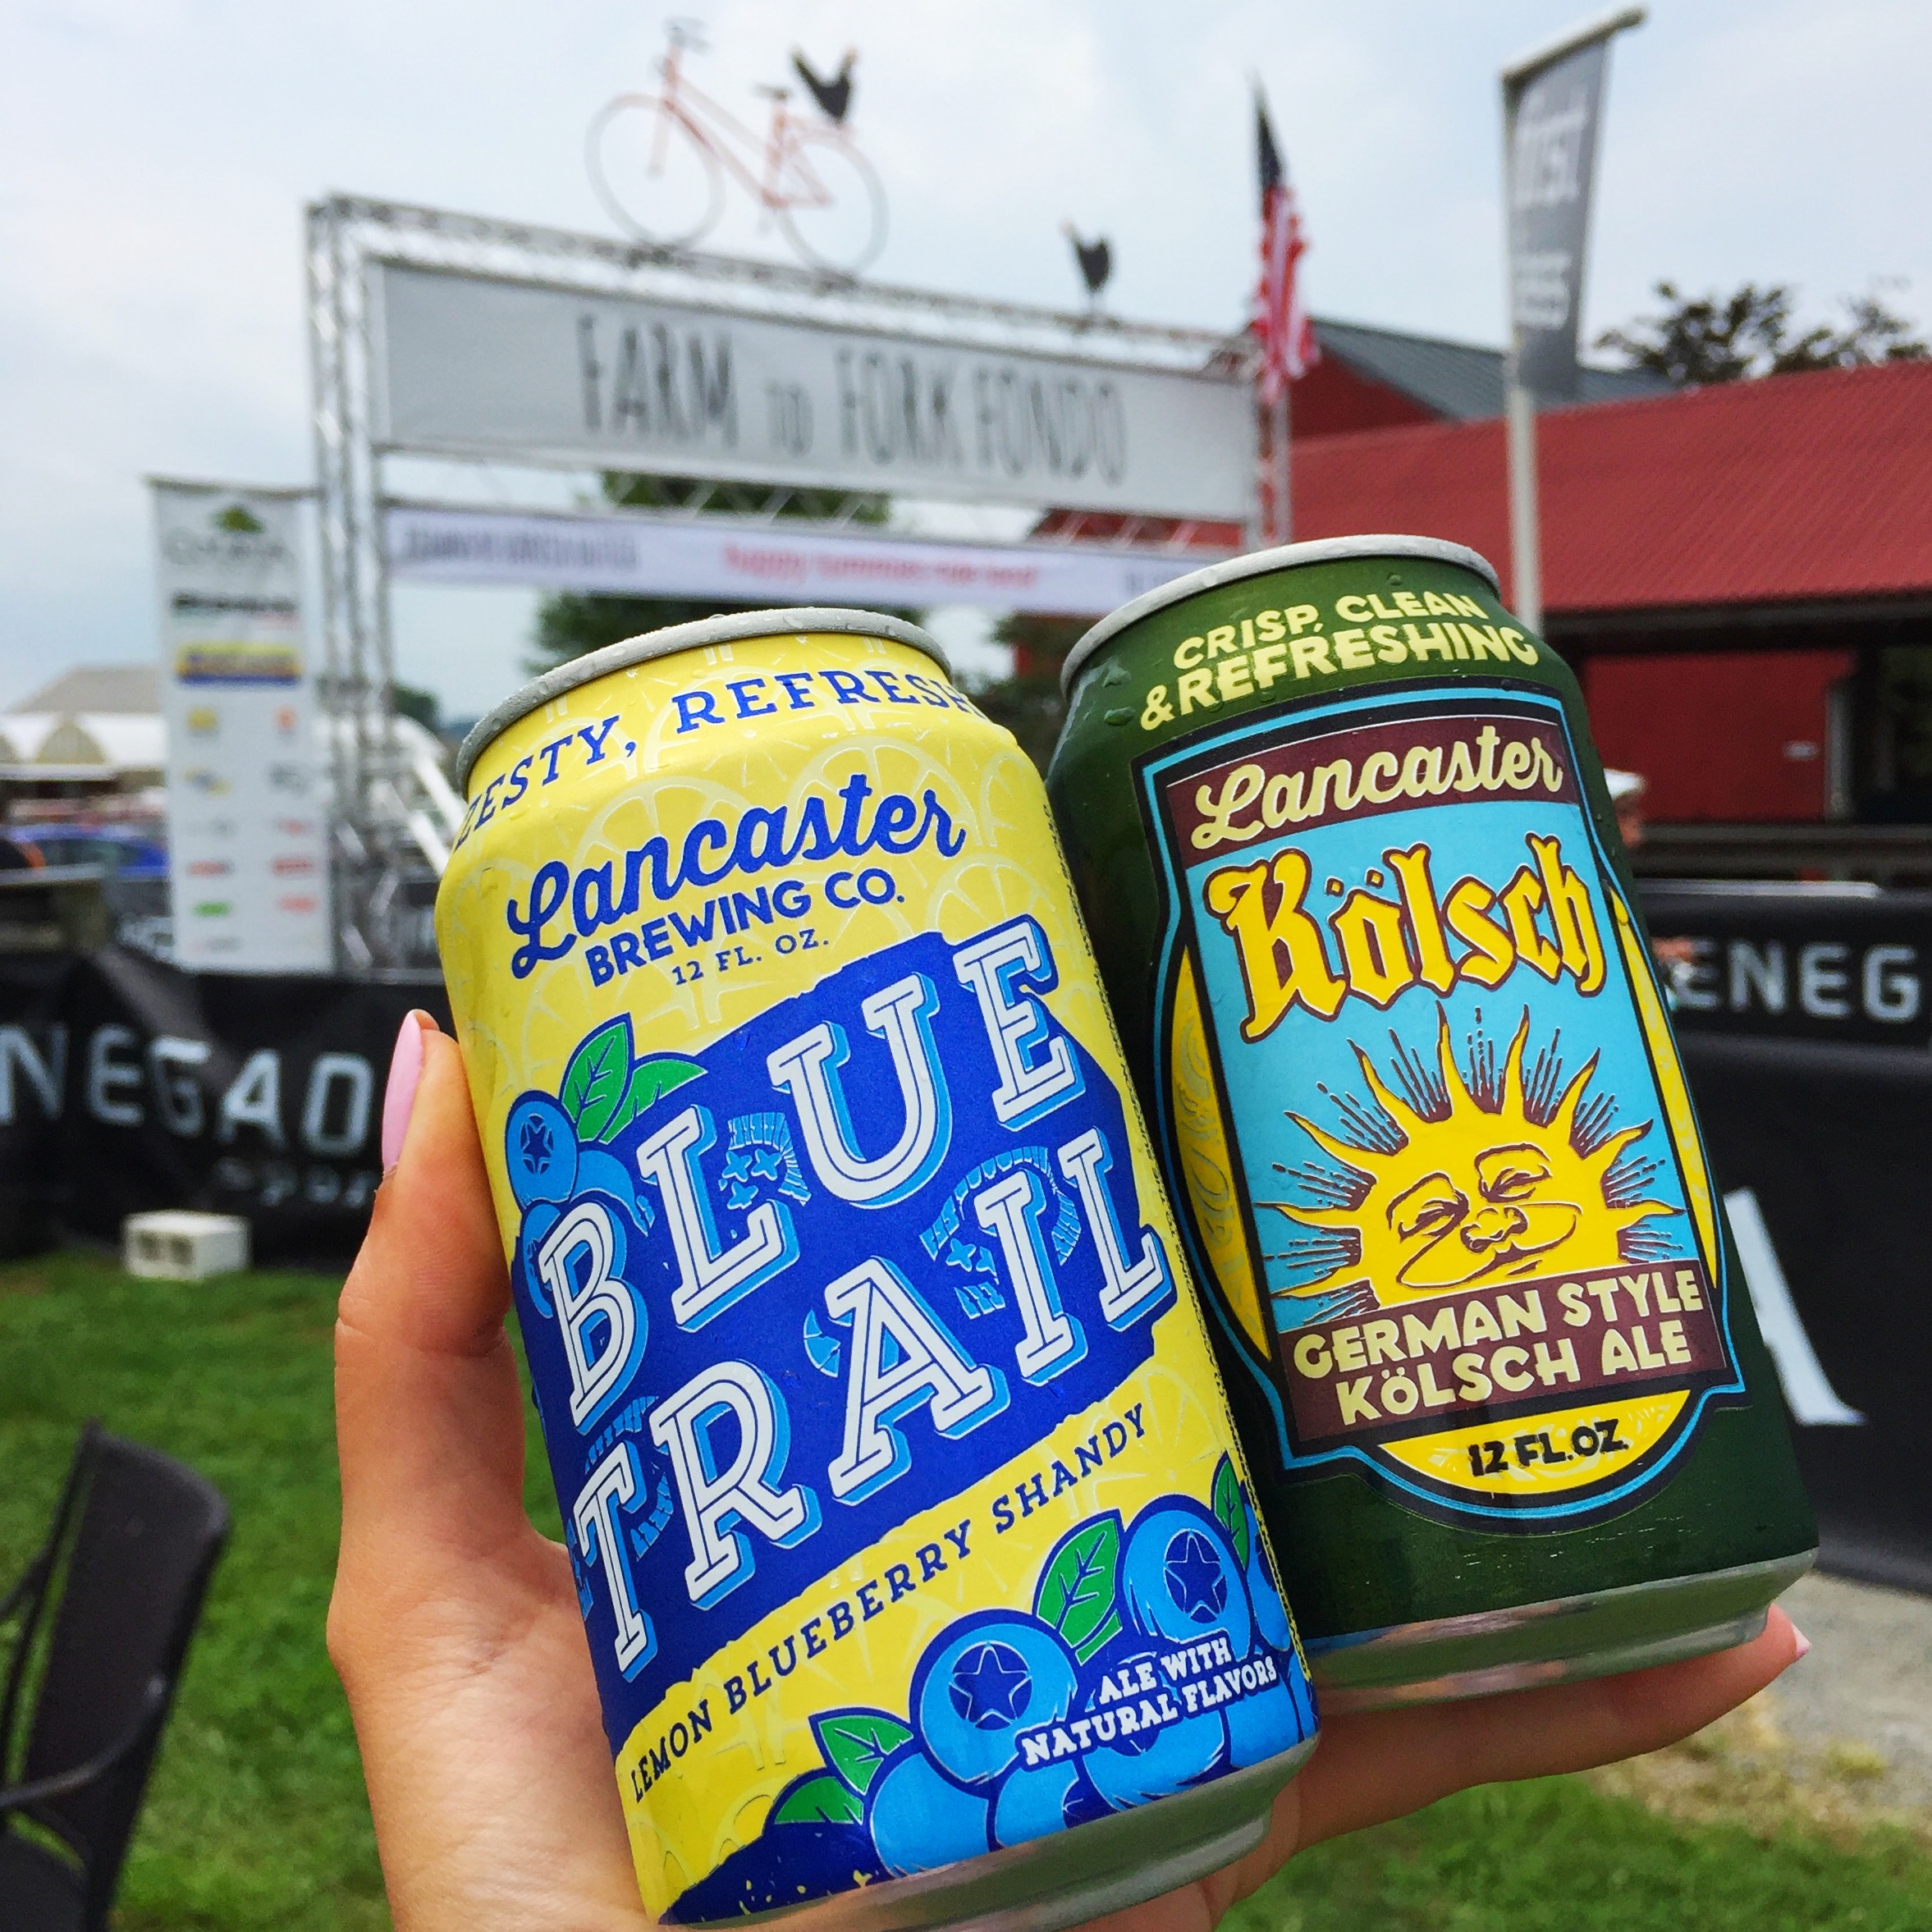 FARM TO FORK FONDO
CRISP, CLEAN
& REFRESHING
Lancaster
Kölsch
GERMAN STYLE
KÖLSCH ALE
12 FL. OZ.
ZESTY, REFRESH
Lancaster
BREWING CO.
12 FL. OZ.
BLUE
TRAIL
LEMON BLUEBERRY SHANDY
ALE WITH
NATURAL FLAVORS
NEGAD
ENEG